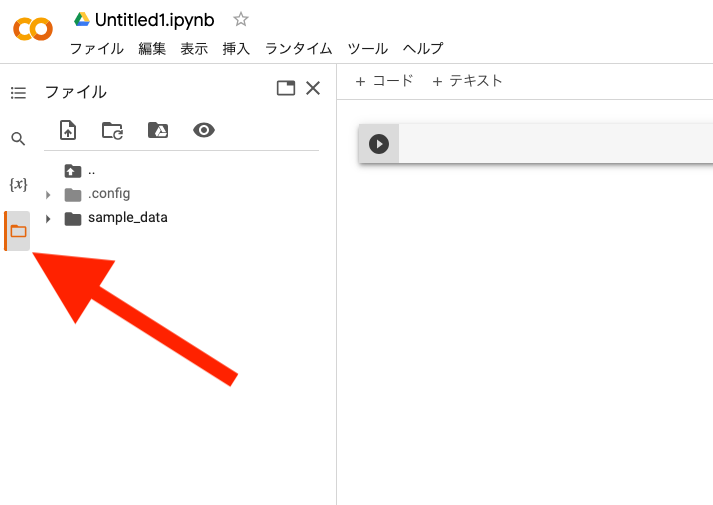 Untitled1.ipynb
ファイル 編集 表示 挿入 ランタイム ツール ヘルプ
ファイル
+ コード + テキスト
{x}
..
.config
sample_data